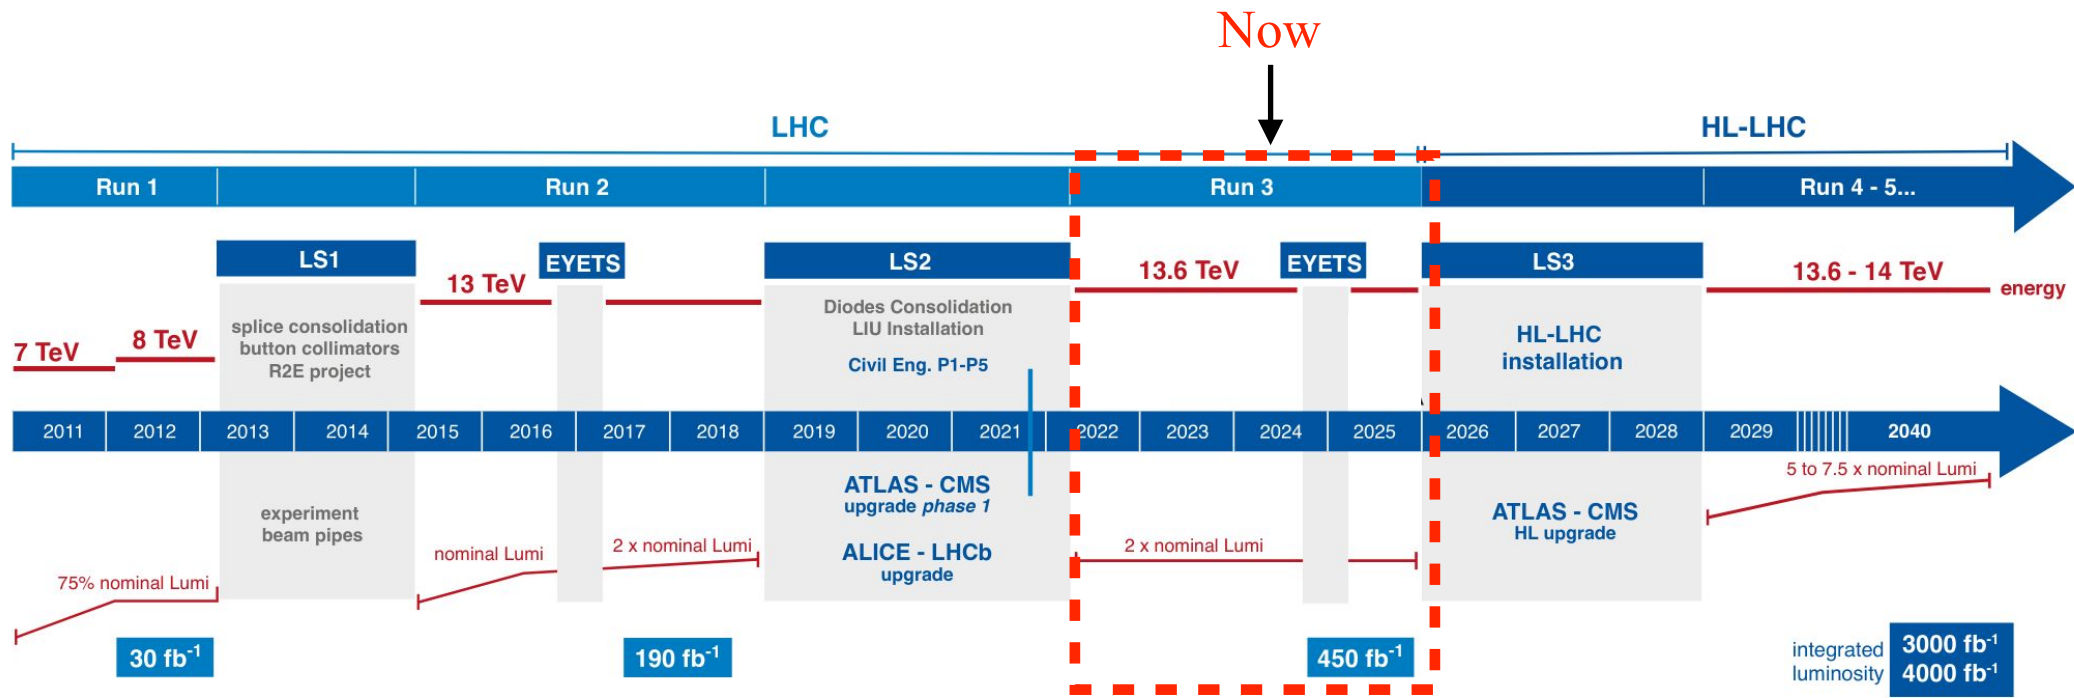 Now
LHC
HL-LHC
Run 1
Run 2
Run 3
Run 4 - 5...
LS1
EYETS
LS2
EYETS
LS3
7 TeV
8 TeV
13 TeV
13.6 TeV
13.6 - 14 TeV
energy
splice consolidation
button collimators
R2E project
Diodes Consolidation
LIU Installation
Civil Eng. P1-P5
HL-LHC
installation
2011
2012
2013
2014
2015
2016
2017
2018
2019
2020
2021
2022
2023
2024
2025
2026
2027
2028
2029
2040
experiment
beam pipes
ATLAS - CMS
upgrade phase 1
ALICE - LHCb
upgrade
ATLAS - CMS
HL upgrade
75% nominal Lumi
nominal Lumi
2 x nominal Lumi
2 x nominal Lumi
5 to 7.5 x nominal Lumi
30 fb⁻¹
190 fb⁻¹
450 fb⁻¹
integrated
luminosity
3000 fb⁻¹
4000 fb⁻¹